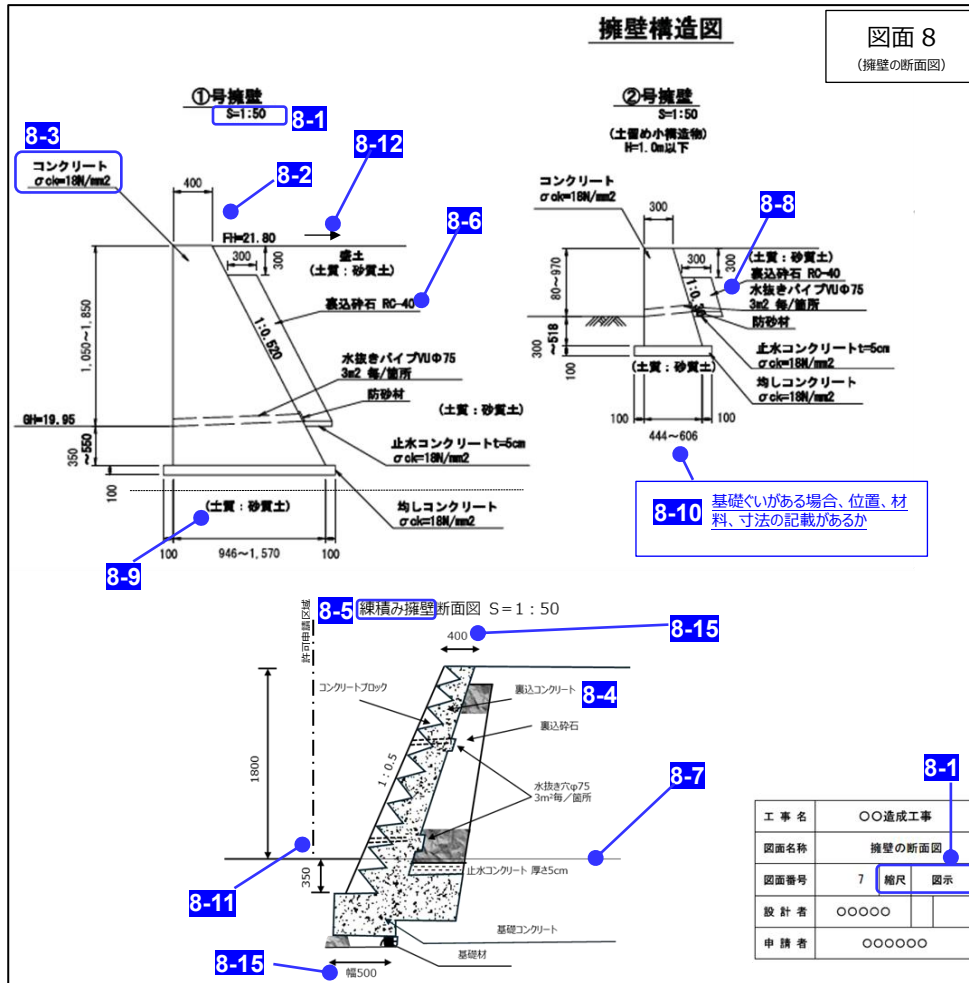 擁壁構造図
図面 8
(擁壁の断面図)
①号擁壁
S=1:50
8-1
8-3
コンクリート
σck=18N/mm2
400
8-2
8-12
FH=21.80
8-6
300
300
盛土
(土質:砂質土)
裏込砕石 RC-40
1:0.520
1,050~1,850
水抜きパイプVUΦ75
3m2 毎/箇所
防砂材
(土質:砂質土)
GH=19.95
350
~550
止水コンクリートt=5cm
σck=18N/mm2
100
(土質:砂質土)
均しコンクリート
σck=18N/mm2
100
946~1,570
100
8-9
②号擁壁
S=1:50
(土留め小構造物)
H=1.0m以下
コンクリート
σck=18N/mm2
300
8-8
300
300
(土質:砂質土)
裏込砕石 RC-40
水抜きパイプVUΦ75
3m2 毎/箇所
防砂材
80~970
300
~518
止水コンクリートt=5cm
σck=18N/mm2
(土質:砂質土)
均しコンクリート
σck=18N/mm2
100
100
100
444~606
8-10
基礎ぐいがある場合、位置、材
料、寸法の記載があるか
8-5
練積み擁壁断面図 S=1:50
許可申請区域
400
8-15
コンクリートブロック
裏込コンクリート
8-4
裏込砕石
1800
1:0.5
水抜き穴φ75
3m²毎/箇所
8-7
8-11
350
止水コンクリート 厚さ5cm
基礎コンクリート
基礎材
8-15
幅500
8-1
工事名 〇〇造成工事
図面名称 擁壁の断面図
図面番号 7 縮尺 図示
設計者 〇〇〇〇〇
申請者 〇〇〇〇〇〇